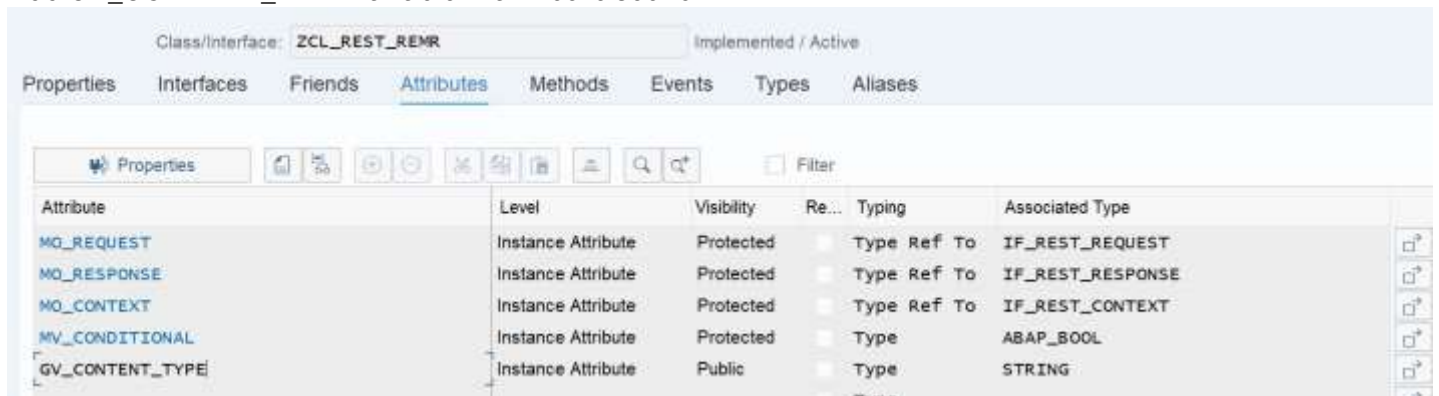 Class/Interface: ZCL_REST_REMR Implemented / Active
Properties Interfaces Friends Attributes Methods Events Types Aliases
Properties Filter
Attribute Level Visibility Re... Typing Associated Type
MO_REQUEST Instance Attribute Protected Type Ref To IF_REST_REQUEST
MO_RESPONSE Instance Attribute Protected Type Ref To IF_REST_RESPONSE
MO_CONTEXT Instance Attribute Protected Type Ref To IF_REST_CONTEXT
MV_CONDITIONAL Instance Attribute Protected Type ABAP_BOOL
GV_CONTENT_TYPE Instance Attribute Public Type STRING